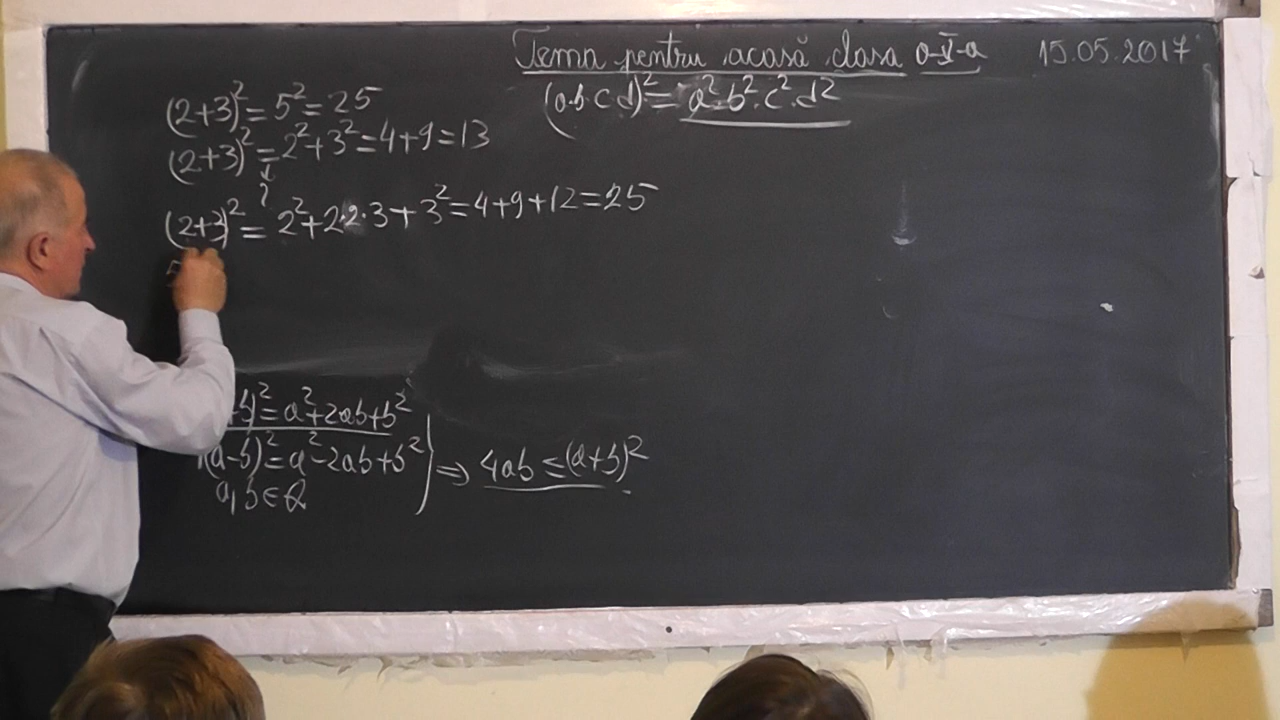 Tema pentru acasă clasa a-V-a 15.05.2017
(a·b·c·d)² = a²·b²·c²·d²
(2+3)² = 5² = 25
(2+3)² = 2²+3² = 4+9 = 13
?
(2+3)² = 2²+2·2·3+3² = 4+9+12 = 25
b)² = a²+2ab+b²
(a-b)² = a²-2ab+b² ⇒ 4ab ≤ (a+b)²
a, b ∈ Q